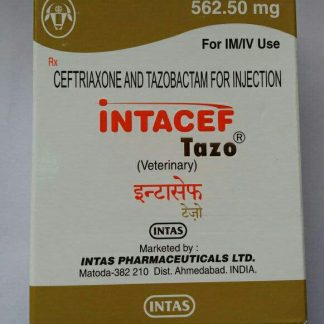 562.50 mg
For IM/IV Use
Rx
CEFTRIAXONE AND TAZOBACTAM FOR INJECTION
INTACEF
Tazo®
(Veterinary)
इन्टासेफ
टेज़ो
INTAS
Marketed by :
INTAS PHARMACEUTICALS LTD.
Matoda-382 210 Dist. Ahmedabad. INDIA.
INTAS